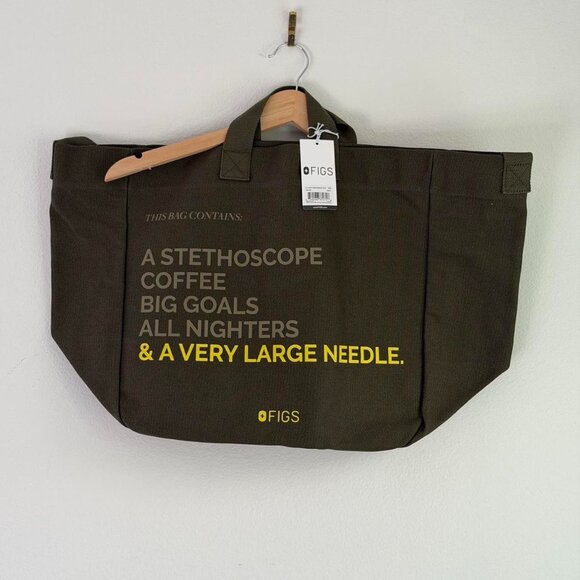 FIGS
THIS BAG CONTAINS:
A STETHOSCOPE
COFFEE
BIG GOALS
ALL NIGHTERS
& A VERY LARGE NEEDLE.
FIGS